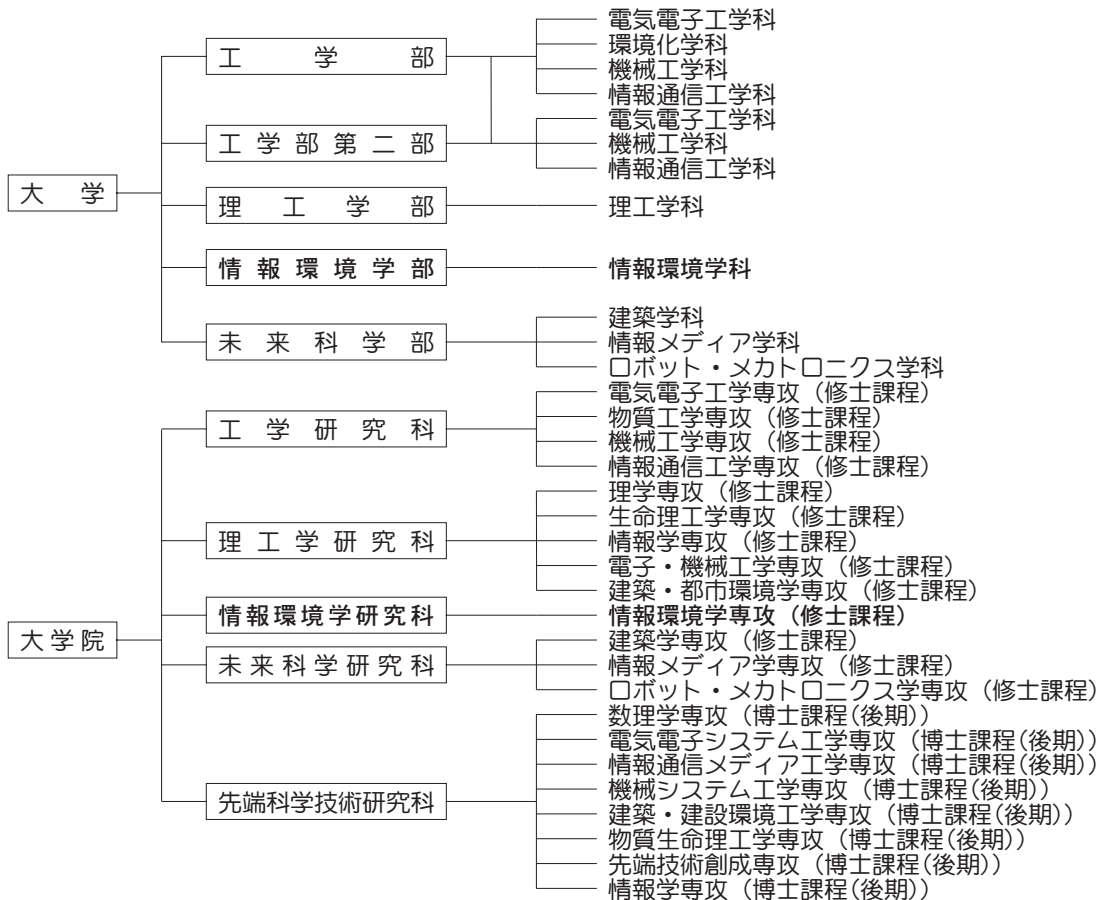 電気電子工学科
環境化学科
工学部
機械工学科
情報通信工学科
電気電子工学科
工学部第二部
機械工学科
情報通信工学科
大学
理工学部
理工学科
情報環境学部
情報環境学科
建築学科
未来科学部
情報メディア学科
ロボット・メカトロニクス学科
電気電子工学専攻（修士課程）
物質工学専攻（修士課程）
工学研究科
機械工学専攻（修士課程）
情報通信工学専攻（修士課程）
理学専攻（修士課程）
生命理工学専攻（修士課程）
理工学研究科
情報学専攻（修士課程）
電子・機械工学専攻（修士課程）
建築・都市環境学専攻（修士課程）
情報環境学研究科
情報環境学専攻（修士課程）
大学院
建築学専攻（修士課程）
未来科学研究科
情報メディア学専攻（修士課程）
ロボット・メカトロニクス学専攻（修士課程）
数理学専攻（博士課程(後期)）
電気電子システム工学専攻（博士課程(後期)）
情報通信メディア工学専攻（博士課程(後期)）
機械システム工学専攻（博士課程(後期)）
先端科学技術研究科
建築・建設環境工学専攻（博士課程(後期)）
物質生命理工学専攻（博士課程(後期)）
先端技術創成専攻（博士課程(後期)）
情報学専攻（博士課程(後期)）